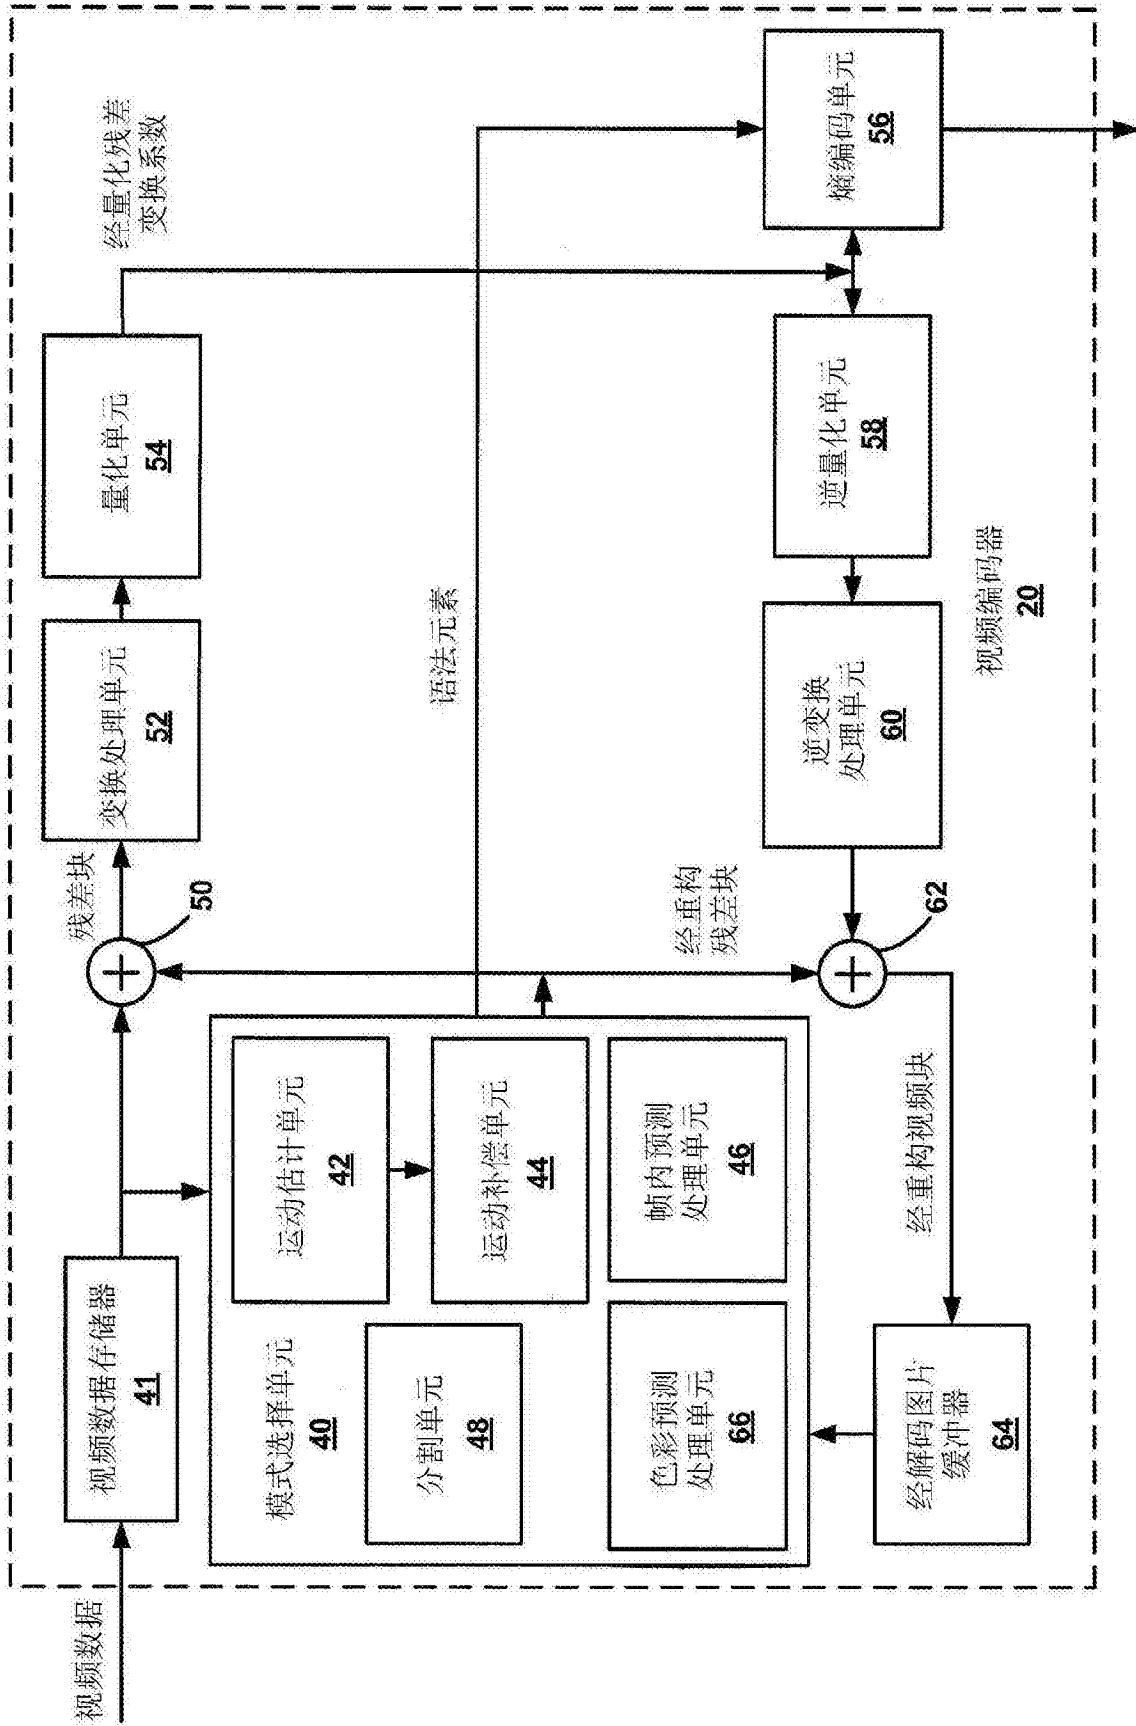 视频数据
视频数据存储器
41
模式选择单元
40
分割单元
48
运动估计单元
42
运动补偿单元
44
色彩预测
处理单元
66
帧内预测
处理单元
46
50
残差块
变换处理单元
52
量化单元
54
经量化残差
变换系数
语法元素
熵编码单元
56
逆量化单元
58
逆变换
处理单元
60
经重构
残差块
62
经重构视频块
经解码图片
缓冲器
64
视频编码器
20